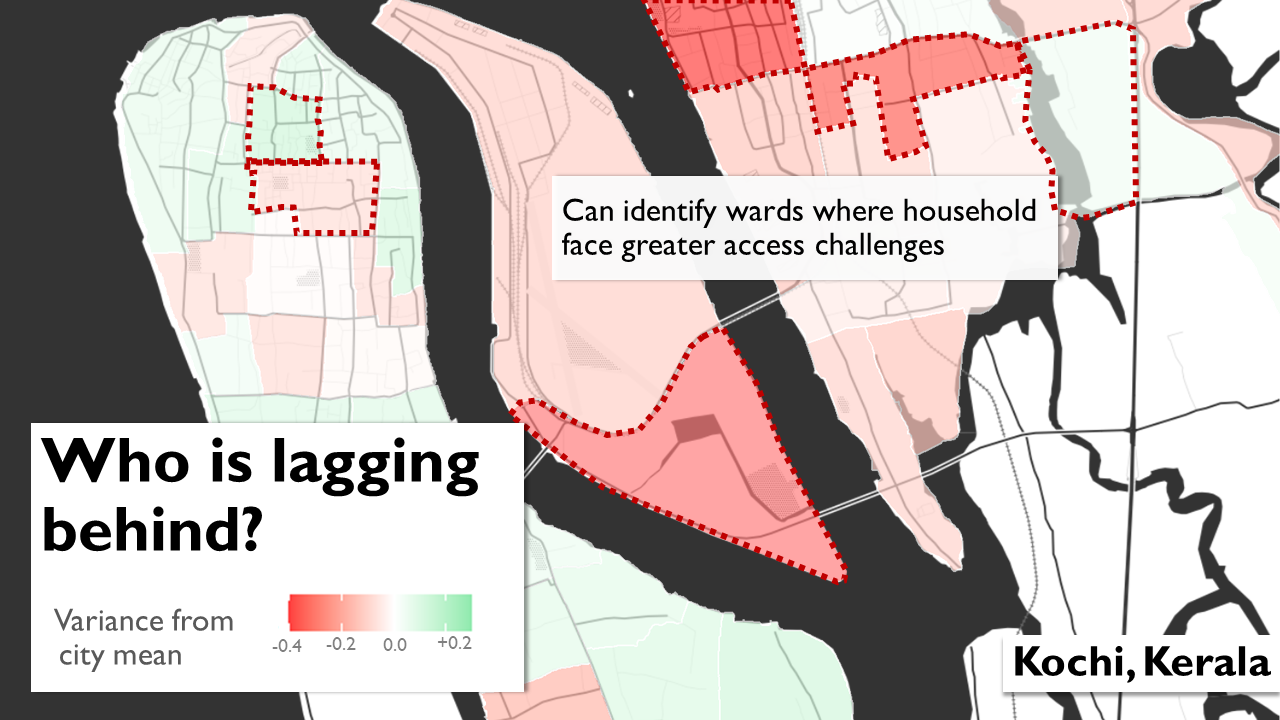 Can identify wards where household
face greater access challenges
Who is lagging
behind?
Variance from
city mean
-0.4 -0.2 0.0 +0.2
Kochi, Kerala